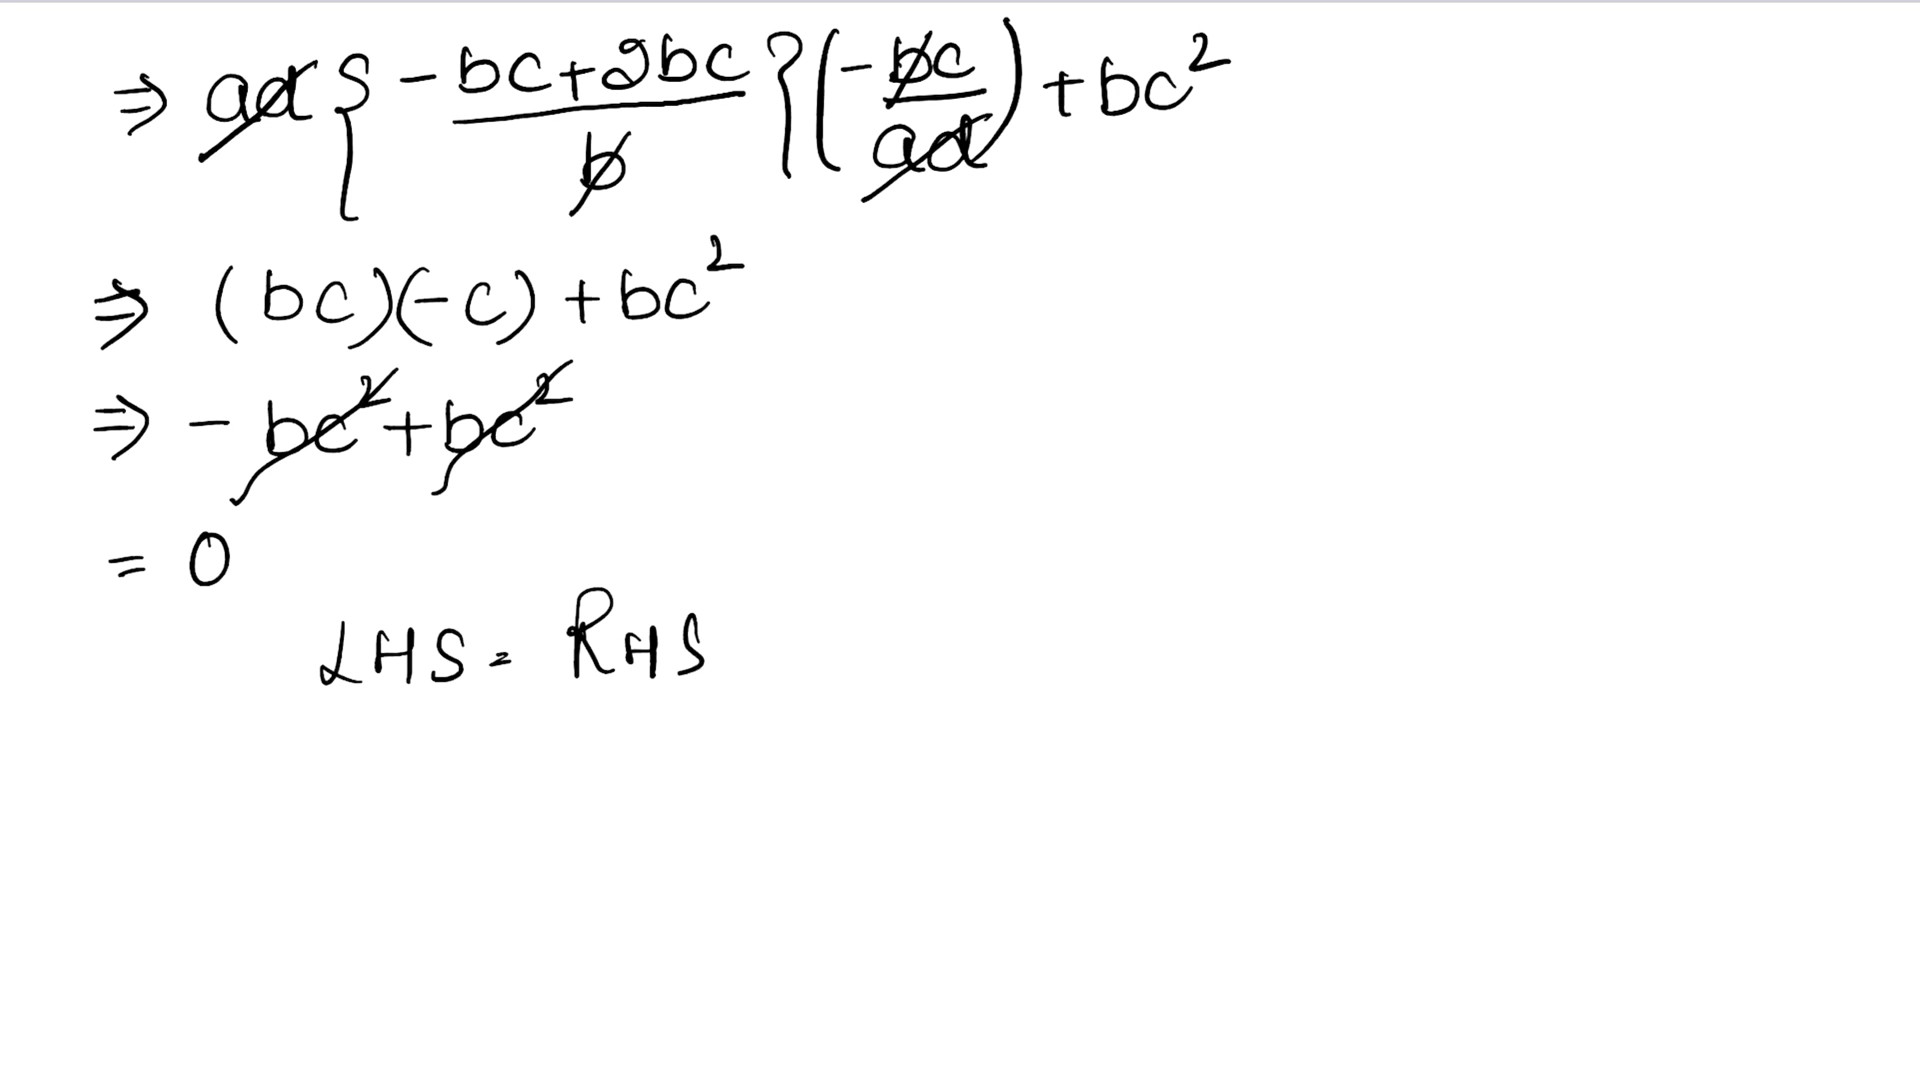 ⇒ ad { (-bc+2bc)/b } (-bc/ad) + bc²
⇒ (bc)(-c) + bc²
⇒ - bc² + bc²
= 0
LHS = RHS